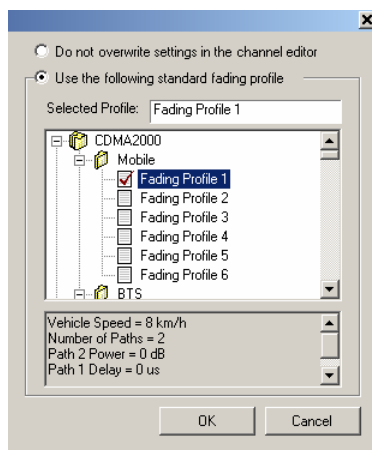 Do not overwrite settings in the channel editor
Use the following standard fading profile
Selected Profile: Fading Profile 1
CDMA2000
Mobile
Fading Profile 1
Fading Profile 2
Fading Profile 3
Fading Profile 4
Fading Profile 5
Fading Profile 6
BTS
Vehicle Speed = 8 km/h
Number of Paths = 2
Path 2 Power = 0 dB
Path 1 Delay = 0 us
OK Cancel